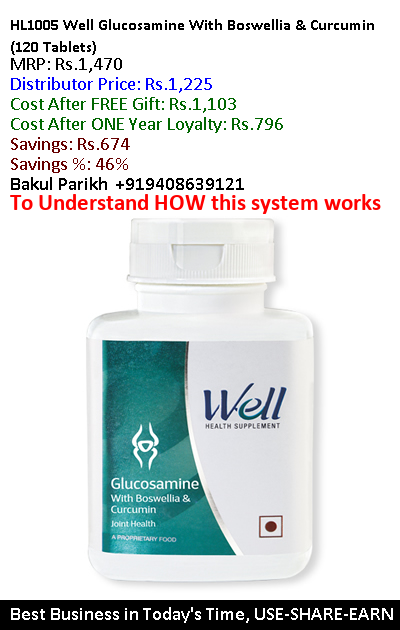 HL1005 Well Glucosamine With Boswellia & Curcumin
(120 Tablets)
MRP: Rs.1,470
Distributor Price: Rs.1,225
Cost After FREE Gift: Rs.1,103
Cost After ONE Year Loyalty: Rs.796
Savings: Rs.674
Savings %: 46%
Bakul Parikh +919408639121
To Understand HOW this system works
Well
HEALTH SUPPLEMENT
Glucosamine
With Boswellia &
Curcumin
Joint Health
A PROPRIETARY FOOD
Best Business in Today's Time, USE-SHARE-EARN